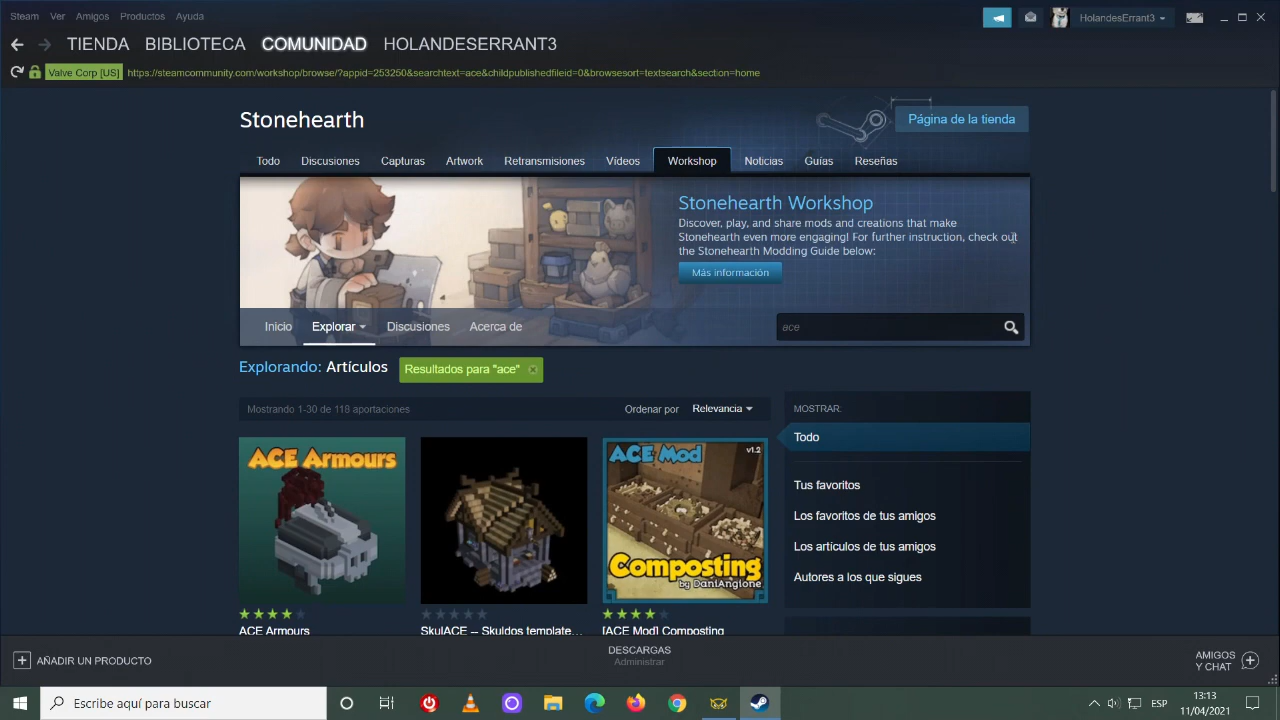 Steam Ver Amigos Productos Ayuda
HolandesErrant3
TIENDA BIBLIOTECA COMUNIDAD HOLANDESERRANT3
Valve Corp [US] https://steamcommunity.com/workshop/browse/?appid=253250&searchtext=ace&childpublishedfileid=0&browsesort=textsearch&section=home
Stonehearth
Página de la tienda
Todo Discusiones Capturas Artwork Retransmisiones Vídeos Workshop Noticias Guías Reseñas
Stonehearth Workshop
Discover, play, and share mods and creations that make
Stonehearth even more engaging! For further instruction, check out
the Stonehearth Modding Guide below:
Más información
Inicio Explorar Discusiones Acerca de
ace
Explorando: Artículos Resultados para "ace"
Mostrando 1-30 de 118 aportaciones
Ordenar por Relevancia
MOSTRAR:
Todo
Tus favoritos
Los favoritos de tus amigos
Los artículos de tus amigos
Autores a los que sigues
ACE Armours
ACE Mod v1.2
Composting
by DaniAngione
ACE Armours
SkulACE -- Skuldos template...
[ACE Mod] Composting
AÑADIR UN PRODUCTO
DESCARGAS
Administrar
AMIGOS
Y CHAT
Escribe aquí para buscar
ESP
13:13
11/04/2021